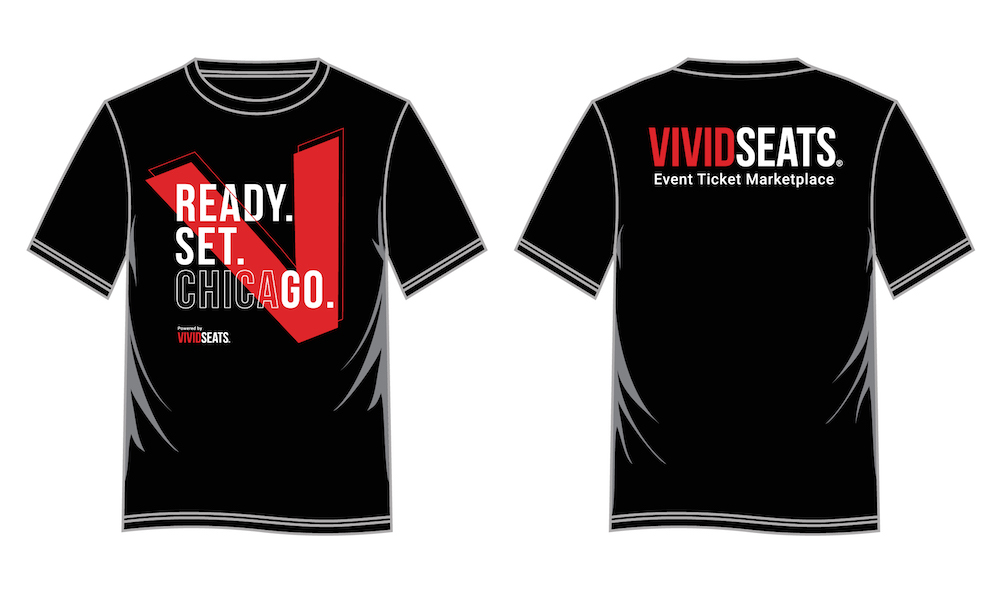 READY.
SET.
CHICAGO.
Powered by
VIVIDSEATS.
VIVIDSEATS®
Event Ticket Marketplace